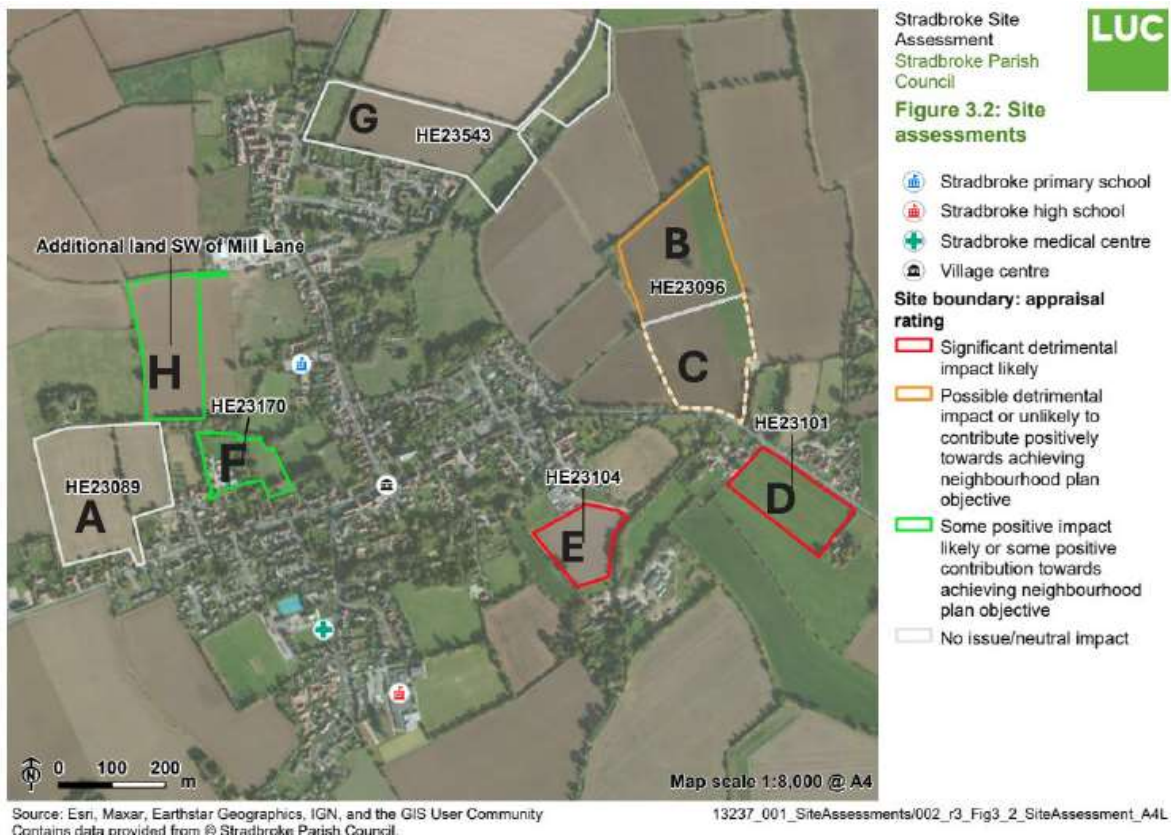 G
HE23543
Additional land SW of Mill Lane
B
HE23096
H
C
HE23170
HE23101
F
HE23089
HE23104
D
A
E
N
0 100 200
m
Map scale 1:8,000 @ A4
Stradbroke Site
Assessment
Stradbroke Parish
Council
LUC
Figure 3.2: Site
assessments
Stradbroke primary school
Stradbroke high school
Stradbroke medical centre
Village centre
Site boundary: appraisal
rating
Significant detrimental
impact likely
Possible detrimental
impact or unlikely to
contribute positively
towards achieving
neighbourhood plan
objective
Some positive impact
likely or some positive
contribution towards
achieving neighbourhood
plan objective
No issue/neutral impact
Source: Esri, Maxar, Earthstar Geographics, IGN, and the GIS User Community
Contains data provided from © Stradbroke Parish Council.
13237_001_SiteAssessments/002_r3_Fig3_2_SiteAssessment_A4L